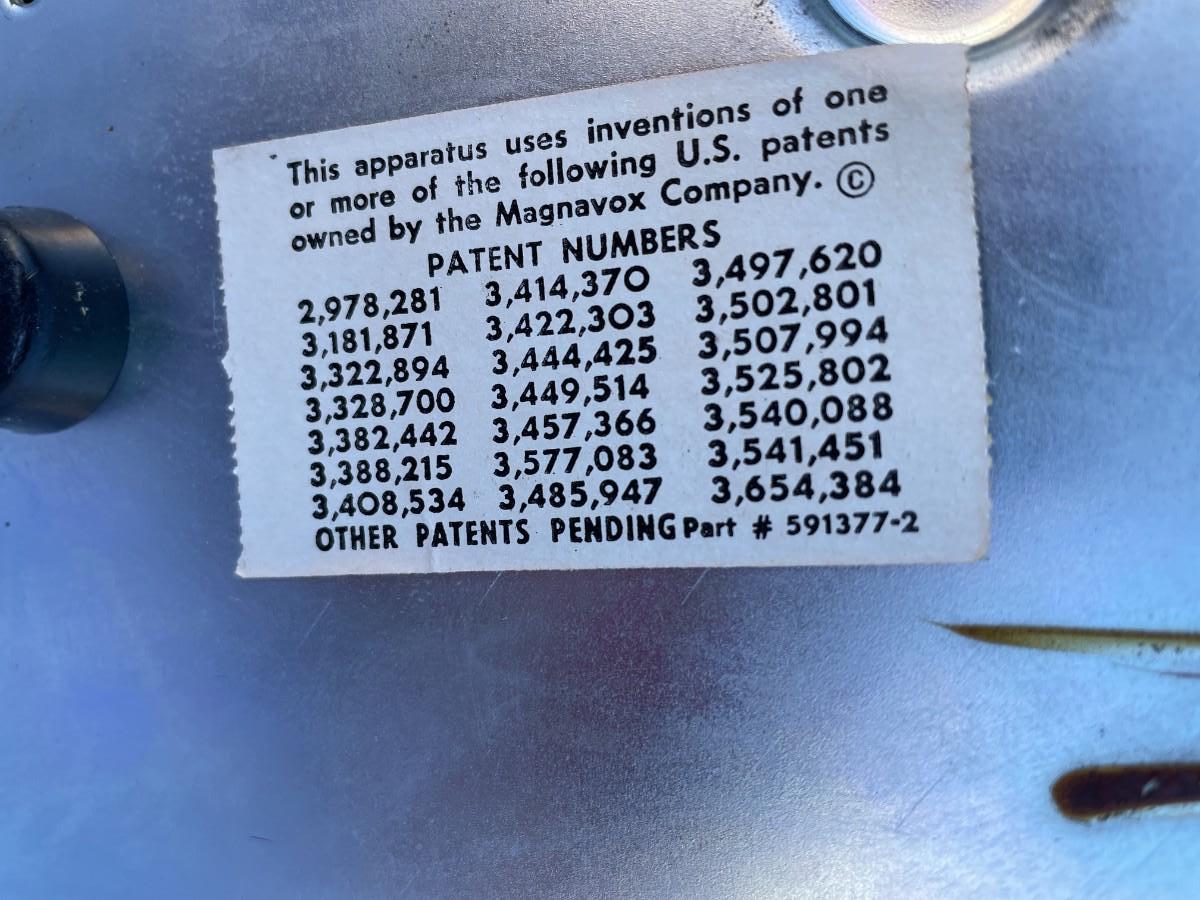 This apparatus uses inventions of one
or more of the following U.S. patents
owned by the Magnavox Company. ©
PATENT NUMBERS
2,978,281 3,414,370 3,497,620
3,181,871 3,422,303 3,502,801
3,322,894 3,444,425 3,507,994
3,328,700 3,449,514 3,525,802
3,382,442 3,457,366 3,540,088
3,388,215 3,577,083 3,541,451
3,408,534 3,485,947 3,654,384
OTHER PATENTS PENDING Part # 591377-2